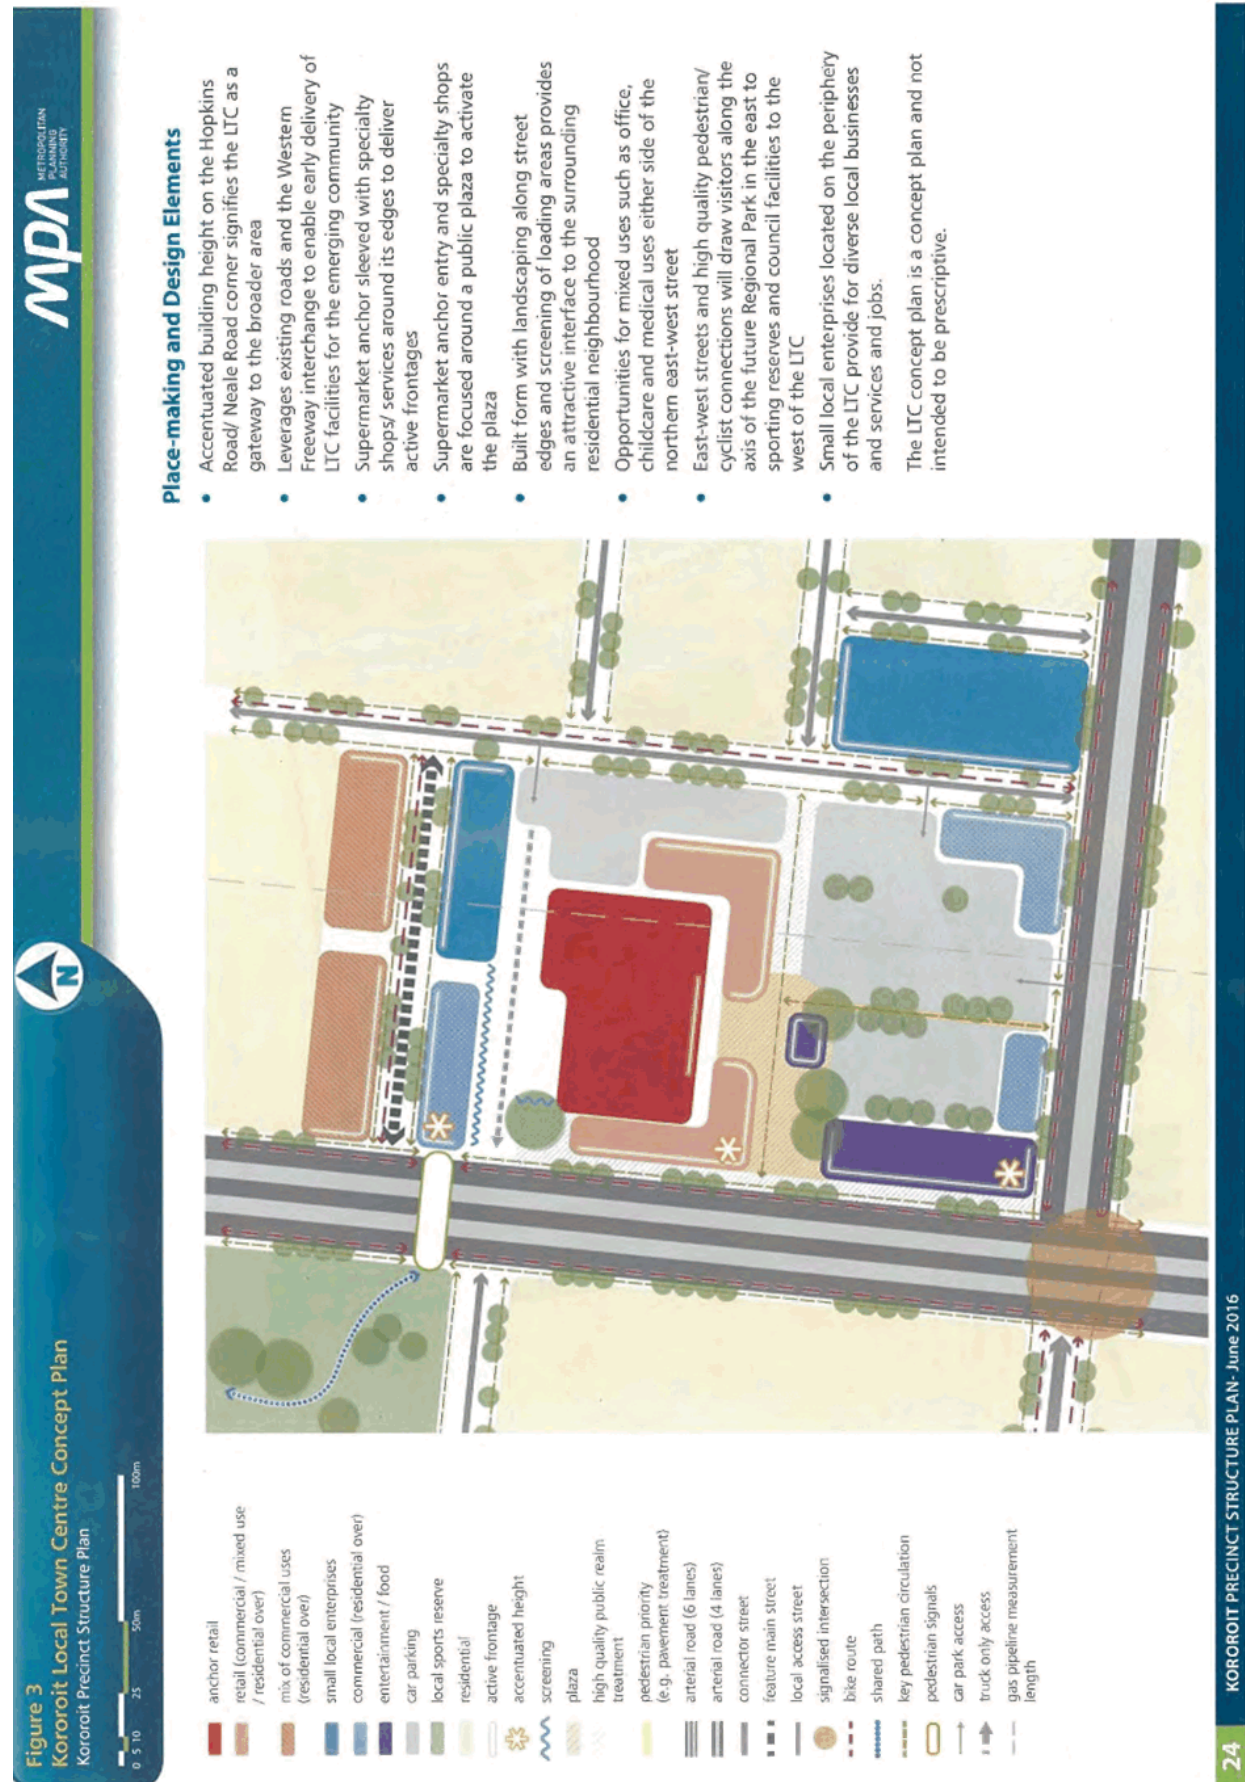 Figure 3
Kororoit Local Town Centre Concept Plan
Kororoit Precinct Structure Plan
0 5 10 25 50m 100m
N
MPA
METROPOLITAN
PLANNING
AUTHORITY
anchor retail
retail (commercial / mixed use
/ residential over)
mix of commercial uses
(residential over)
small local enterprises
commercial (residential over)
entertainment / food
car parking
local sports reserve
residential
active frontage
accentuated height
screening
plaza
high quality public realm
treatment
pedestrian priority
(e.g. pavement treatment)
arterial road (6 lanes)
arterial road (4 lanes)
connector street
feature main street
local access street
signalised intersection
bike route
shared path
key pedestrian circulation
pedestrian signals
car park access
truck only access
gas pipeline measurement
length
Place-making and Design Elements
• Accentuated building height on the Hopkins
Road/ Neale Road corner signifies the LTC as a
gateway to the broader area
• Leverages existing roads and the Western
Freeway interchange to enable early delivery of
LTC facilities for the emerging community
• Supermarket anchor sleeved with specialty
shops/ services around its edges to deliver
active frontages
• Supermarket anchor entry and specialty shops
are focused around a public plaza to activate
the plaza
• Built form with landscaping along street
edges and screening of loading areas provides
an attractive interface to the surrounding
residential neighbourhood
• Opportunities for mixed uses such as office,
childcare and medical uses either side of the
northern east-west street
• East-west streets and high quality pedestrian/
cyclist connections will draw visitors along the
axis of the future Regional Park in the east to
sporting reserves and council facilities to the
west of the LTC
• Small local enterprises located on the periphery
of the LTC provide for diverse local businesses
and services and jobs.
The LTC concept plan is a concept plan and not
intended to be prescriptive.
24
KOROROIT PRECINCT STRUCTURE PLAN - June 2016